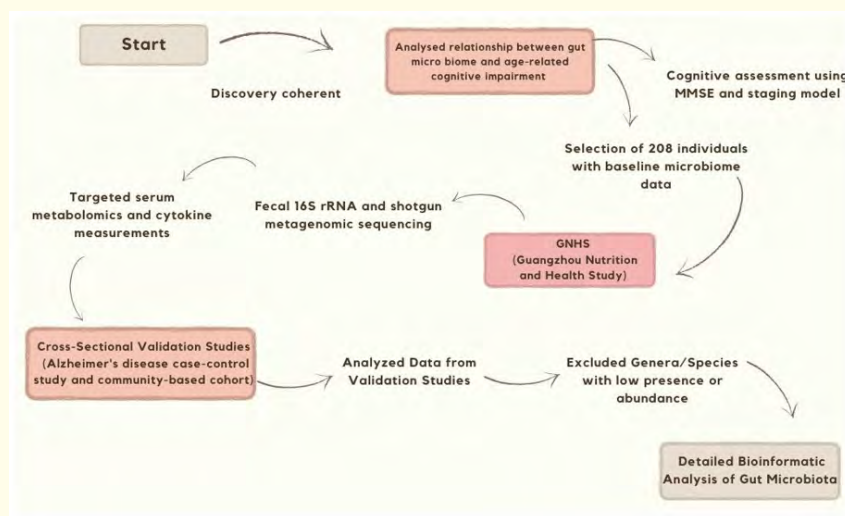 Start
Analysed relationship between gut
micro biome and age-related
cognitive impairment
Discovery coherent
Cognitive assessment using
MMSE and staging model
Selection of 208 individuals
with baseline microbiome
data
Targeted serum
metabolomics and cytokine
measurements
Fecal 16S rRNA and shotgun
metagenomic sequencing
GNHS
(Guangzhou Nutrition
and Health Study)
Cross-Sectional Validation Studies
(Alzheimer's disease case-control
study and community-based cohort)
Analyzed Data from
Validation Studies
Excluded Genera/Species
with low presence or
abundance
Detailed Bioinformatic
Analysis of Gut Microbiota